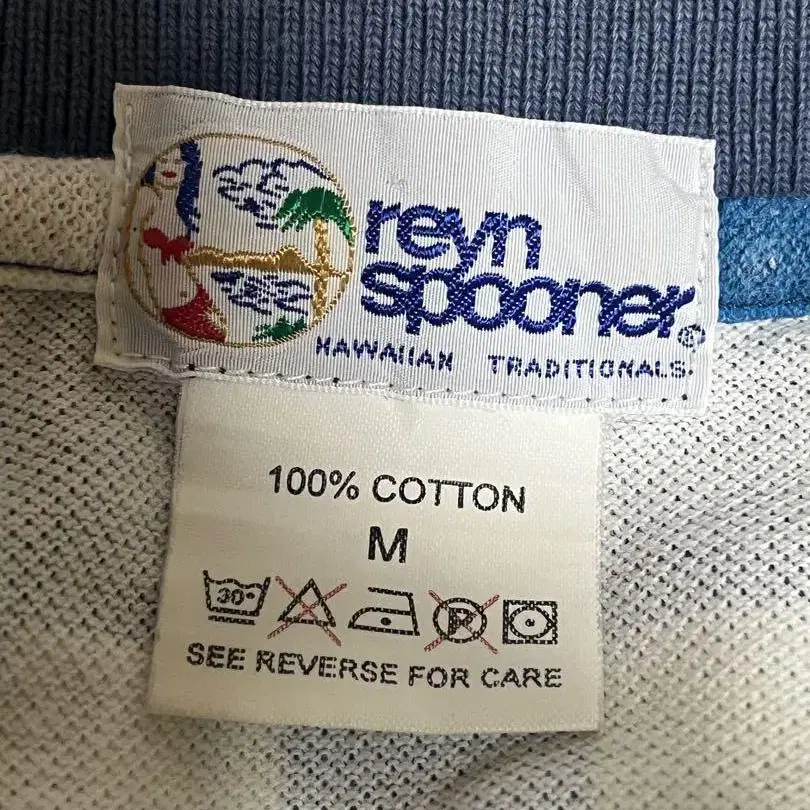 reyn
spooner®
HAWAIIAN TRADITIONALS
100% COTTON
M
30° P
SEE REVERSE FOR CARE